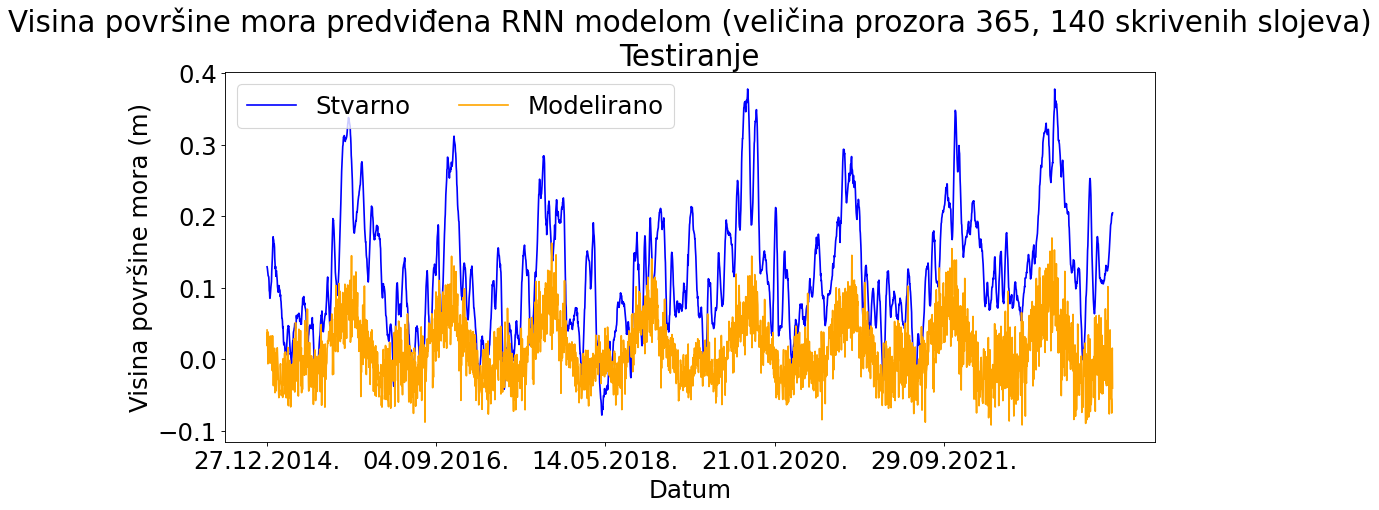 Visina površine mora predviđena RNN modelom (veličina prozora 365, 140 skrivenih slojeva)
Testiranje
Stvarno
Modelirano
Visina površine mora (m)
0.4
0.3
0.2
0.1
0.0
−0.1
27.12.2014.
04.09.2016.
14.05.2018.
21.01.2020.
29.09.2021.
Datum